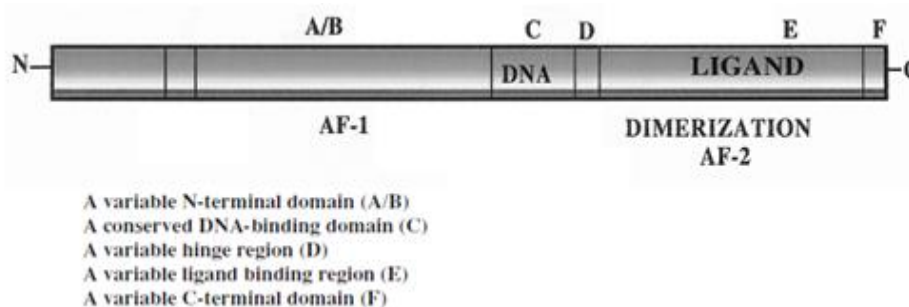 A/B C D E F
N DNA LIGAND C
AF-1 DIMERIZATION
AF-2
A variable N-terminal domain (A/B)
A conserved DNA-binding domain (C)
A variable hinge region (D)
A variable ligand binding region (E)
A variable C-terminal domain (F)